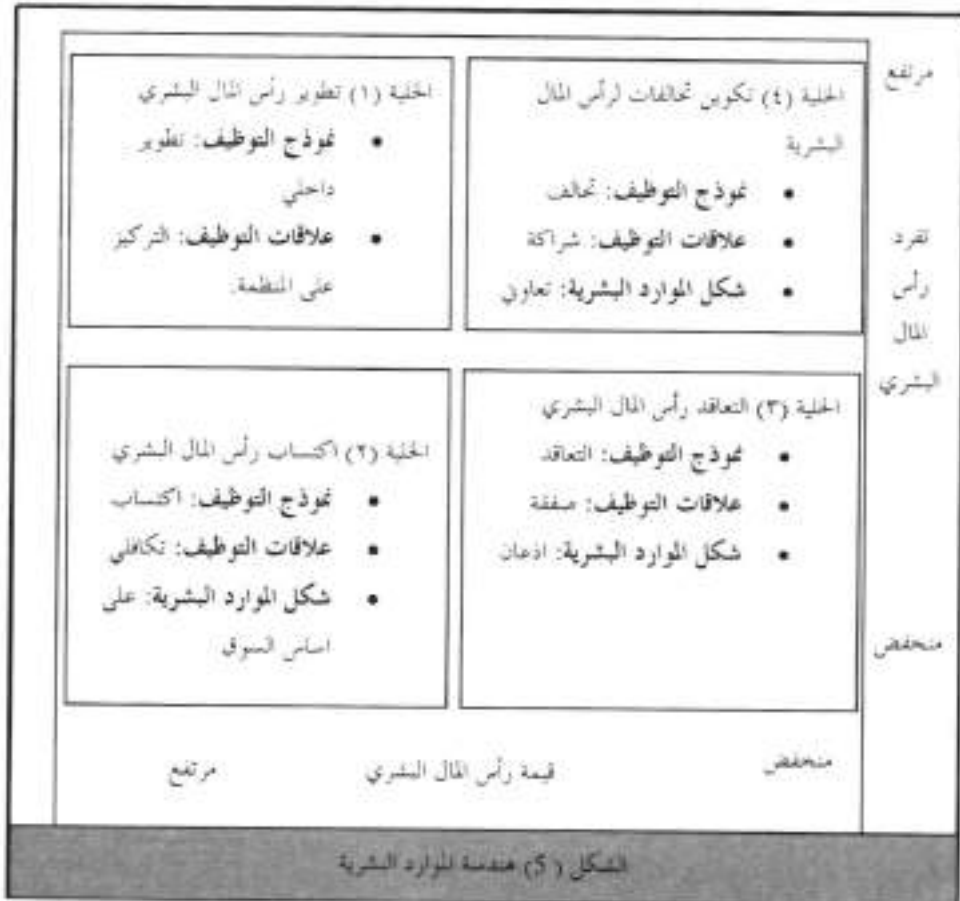 مرتفع
تفرد
رأس
المال
البشري
منخفض
الخلية (٤) تكوين تحالفات لرأس المال
البشرية
• نموذج التوظيف: تحالف
• علاقات التوظيف: شراكة
• شكل الموارد البشرية: تعاوني
الخلية (١) تطوير رأس المال البشري
• نموذج التوظيف: تطوير
داخلي
• علاقات التوظيف: التركيز
على المنظمة.
الخلية (٣) التعاقد رأس المال البشري
• نموذج التوظيف: التعاقد
• علاقات التوظيف: صفقة
• شكل الموارد البشرية: اذعان
الخلية (٢) اكتساب رأس المال البشري
• نموذج التوظيف: اكتساب
• علاقات التوظيف: تكافلي
• شكل الموارد البشرية: على
اساس السوق
منخفض قيمة رأس المال البشري مرتفع
الشكل (5) هندسة الموارد البشرية